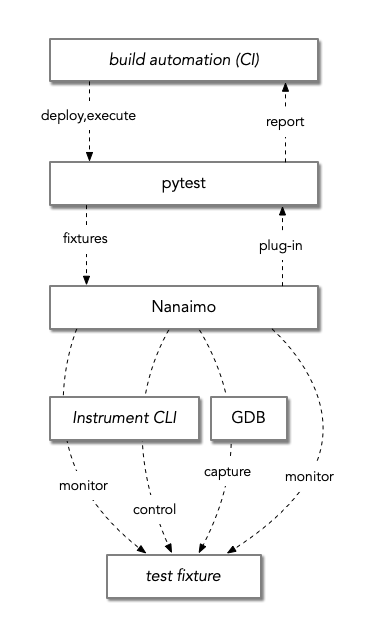 build automation (CI)
deploy,execute
report
pytest
fixtures
plug-in
Nanaimo
Instrument CLI
GDB
monitor
control
capture
monitor
test fixture